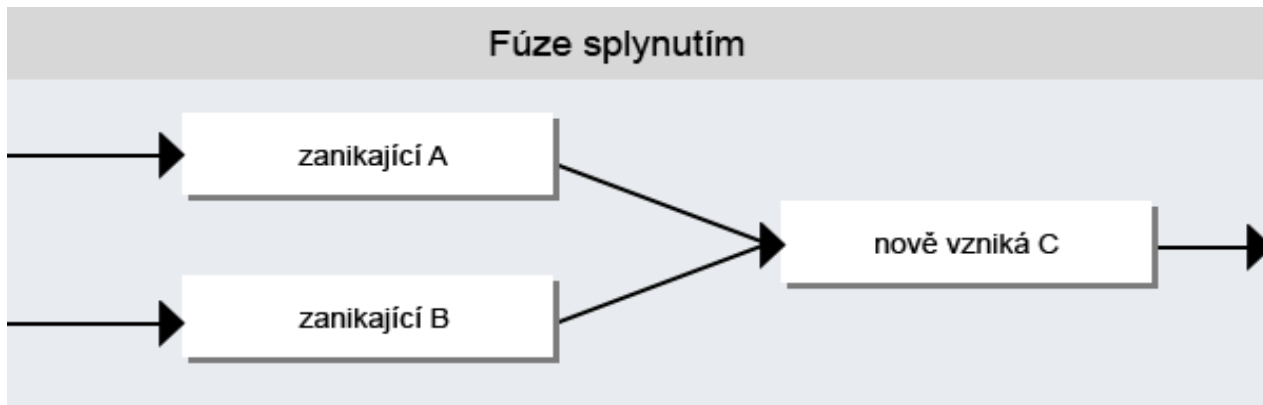 Fúze splynutím
zanikající A
zanikající B
nově vzniká C